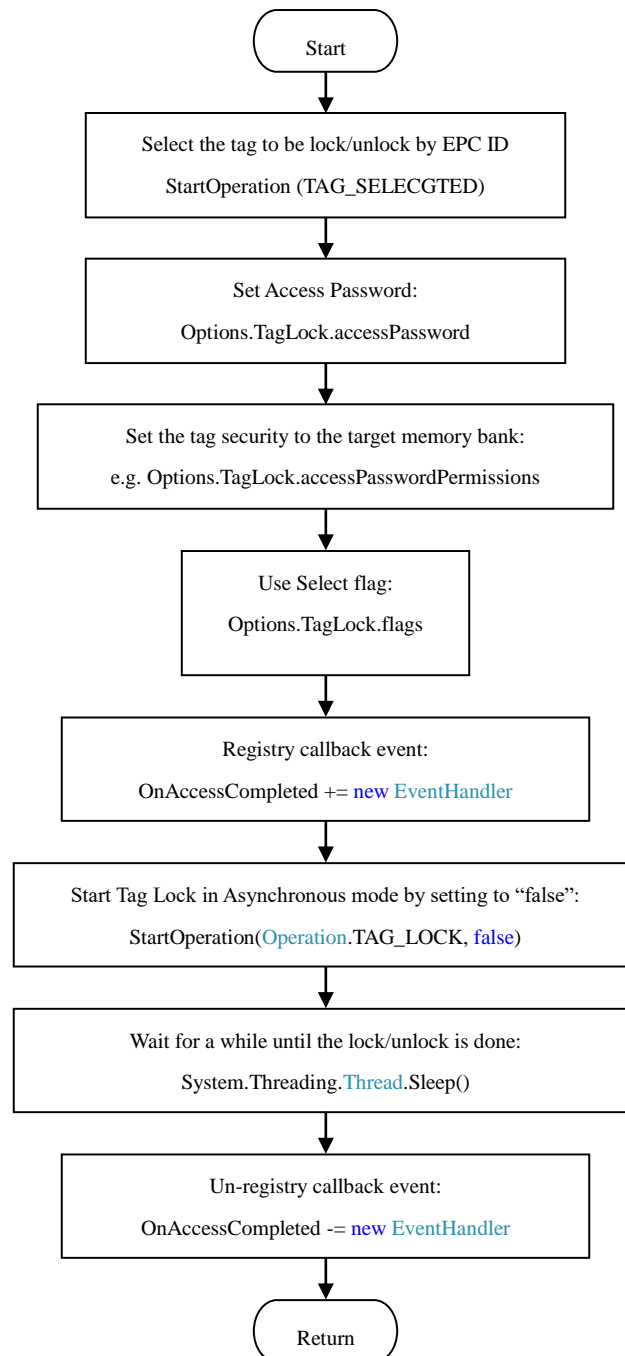 Start
Select the tag to be lock/unlock by EPC ID
StartOperation (TAG_SELECGTED)
Set Access Password:
Options.TagLock.accessPassword
Set the tag security to the target memory bank:
e.g. Options.TagLock.accessPasswordPermissions
Use Select flag:
Options.TagLock.flags
Registry callback event:
OnAccessCompleted += new EventHandler
Start Tag Lock in Asynchronous mode by setting to “false”:
StartOperation(Operation.TAG_LOCK, false)
Wait for a while until the lock/unlock is done:
System.Threading.Thread.Sleep()
Un-registry callback event:
OnAccessCompleted -= new EventHandler
Return